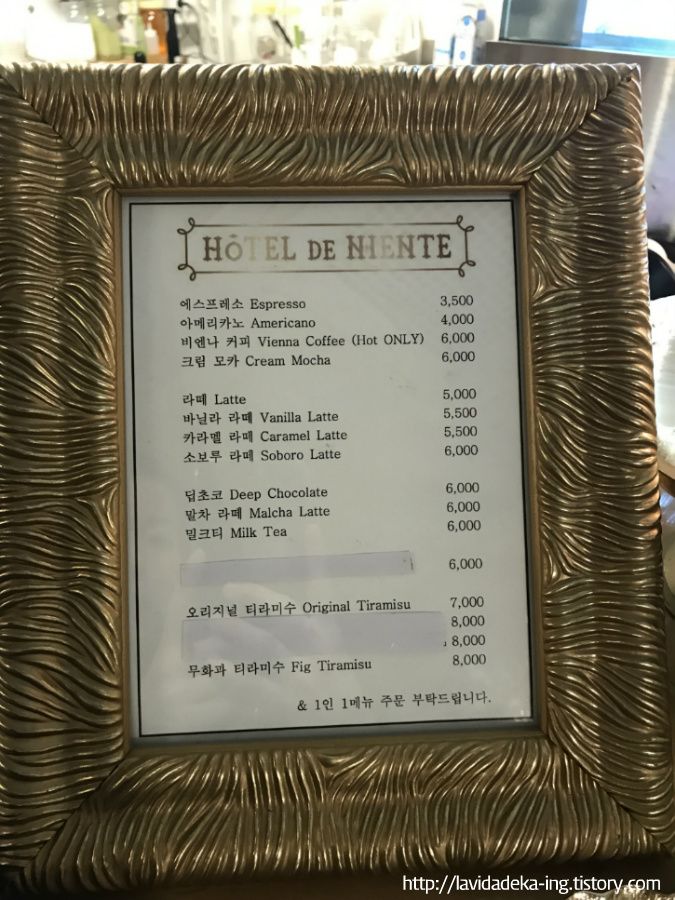 HÔTEL DE NIENTE
에스프레소 Espresso 3,500
아메리카노 Americano 4,000
비엔나 커피 Vienna Coffee (Hot ONLY) 6,000
크림 모카 Cream Mocha 6,000
라떼 Latte 5,000
바닐라 라떼 Vanilla Latte 5,500
카라멜 라떼 Caramel Latte 5,500
소보루 라떼 Soboro Latte 6,000
딥초코 Deep Chocolate 6,000
말차 라떼 Malcha Latte 6,000
밀크티 Milk Tea 6,000
6,000
오리지널 티라미수 Original Tiramisu 7,000
8,000
8,000
무화과 티라미수 Fig Tiramisu 8,000
& 1인 1메뉴 주문 부탁드립니다.
http://lavidadeka-ing.tistory.com